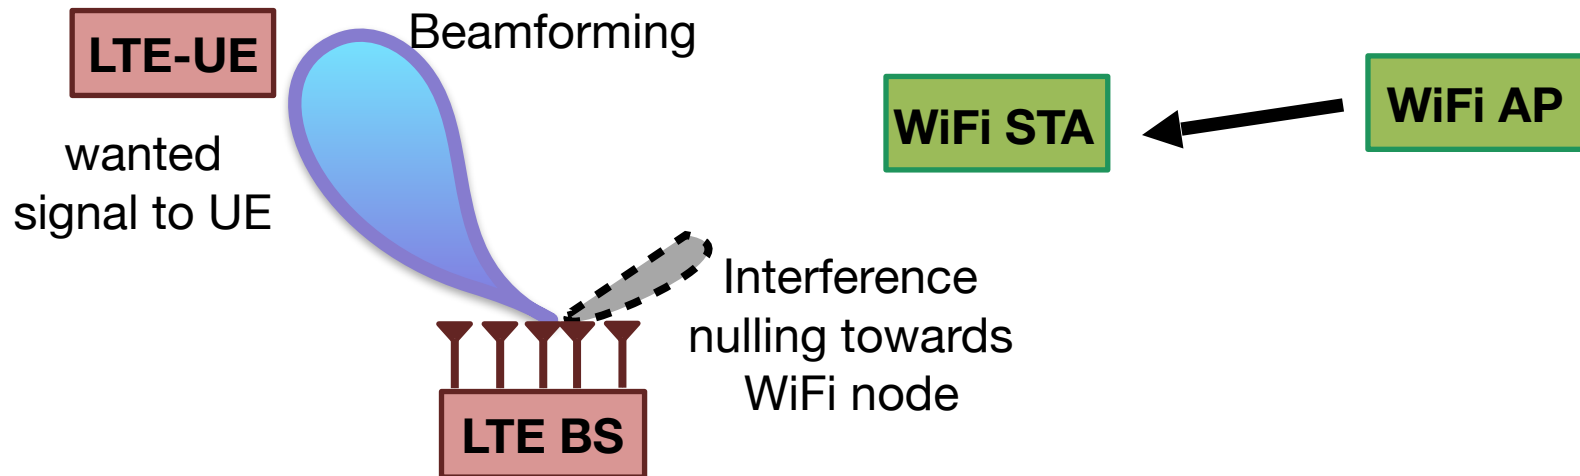 LTE-UE
Beamforming
WiFi STA
WiFi AP
wanted
signal to UE
Interference
nulling towards
WiFi node
LTE BS